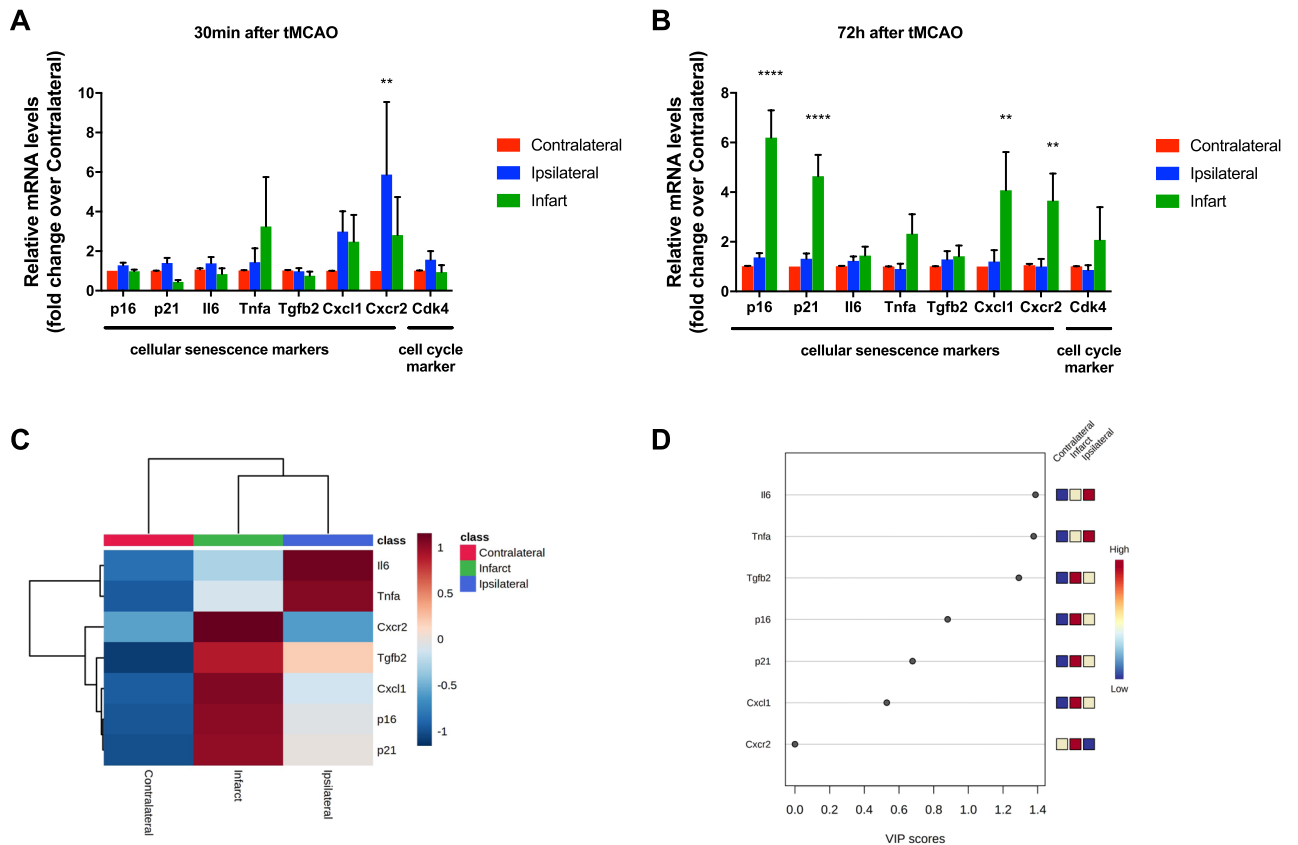 A
30min after tMCAO
Relative mRNA levels
(fold change over Contralateral)
10
8
6
4
2
0
**
p16 p21 Il6 Tnfa Tgfb2 Cxcl1 Cxcr2 Cdk4
cellular senescence markers
cell cycle
marker
Contralateral
Ipsilateral
Infart
B
72h after tMCAO
Relative mRNA levels
(fold change over Contralateral)
8
6
4
2
0
****
****
**
**
p16 p21 Il6 Tnfa Tgfb2 Cxcl1 Cxcr2 Cdk4
cellular senescence markers
cell cycle
marker
Contralateral
Ipsilateral
Infart
C
class
Il6
Tnfa
Cxcr2
Tgfb2
Cxcl1
p16
p21
Contralateral
Infarct
Ipsilateral
1
0.5
0
-0.5
-1
class
Contralateral
Infarct
Ipsilateral
D
Il6
Tnfa
Tgfb2
p16
p21
Cxcl1
Cxcr2
0.0 0.2 0.4 0.6 0.8 1.0 1.2 1.4
VIP scores
Contralateral
Infarct
Ipsilateral
High
Low